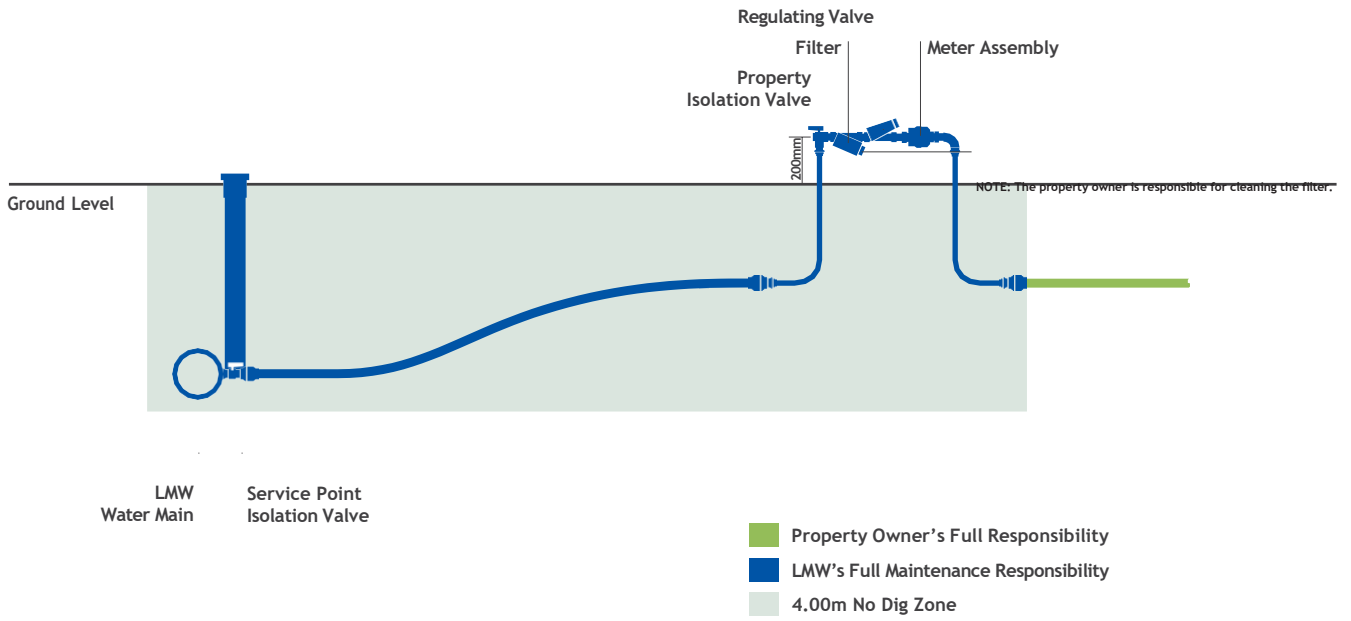 Regulating Valve
Filter
Meter Assembly
Property
Isolation Valve
200mm
NOTE: The property owner is responsible for cleaning the filter.
Ground Level
LMW
Water Main
Service Point
Isolation Valve
Property Owner’s Full Responsibility
LMW’s Full Maintenance Responsibility
4.00m No Dig Zone